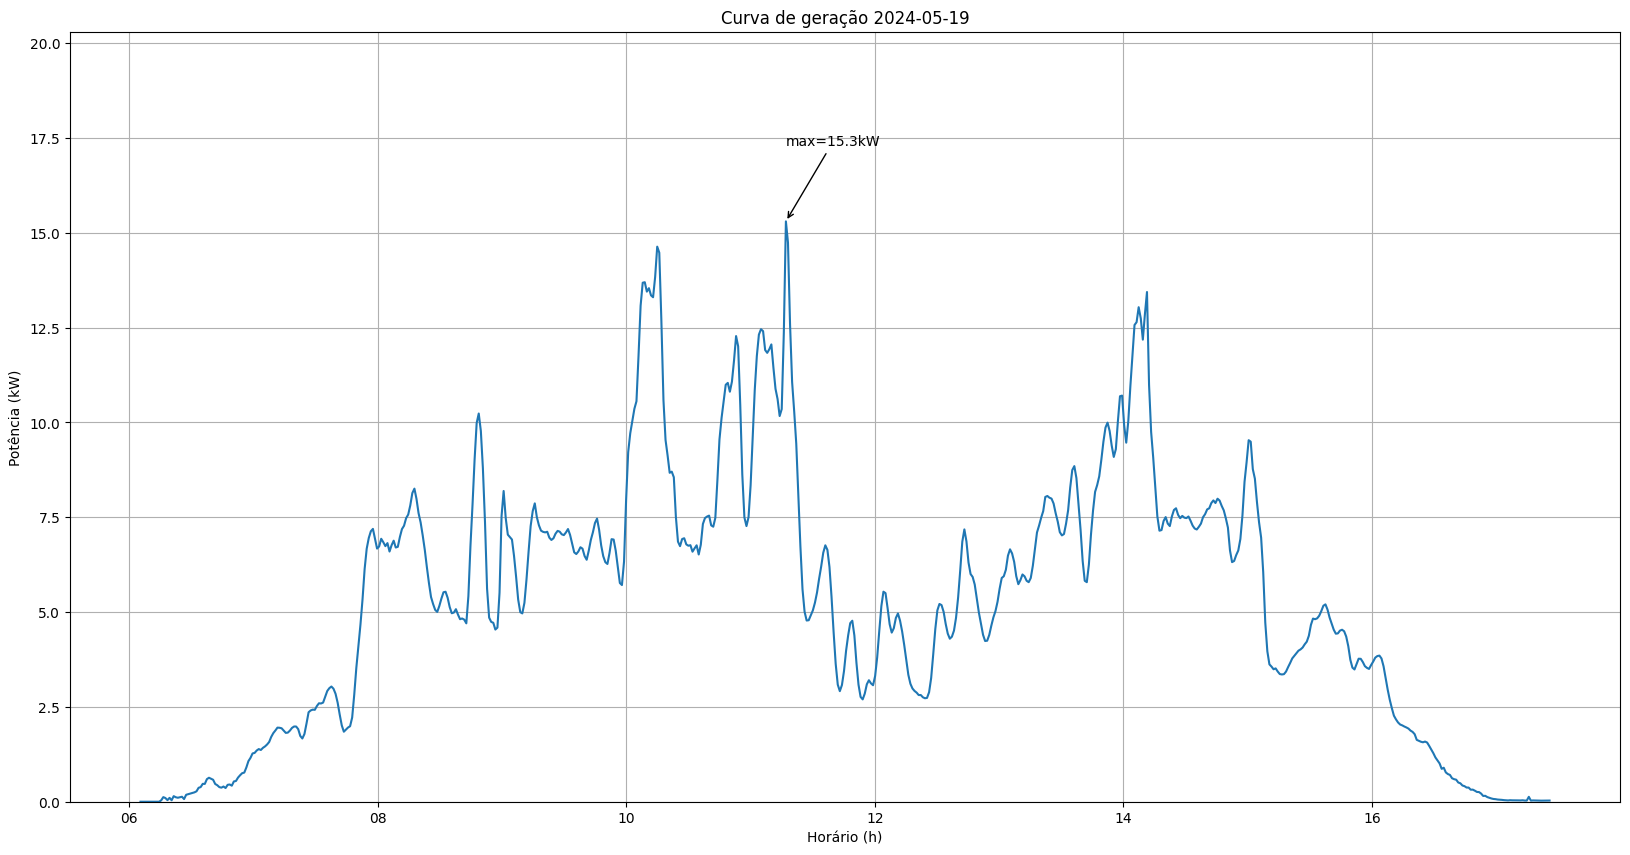 Curva de geração 2024-05-19
20.0
17.5
max=15.3kW
15.0
12.5
10.0
7.5
5.0
2.5
0.0
Potência (kW)
06 08 10 12 14 16
Horário (h)